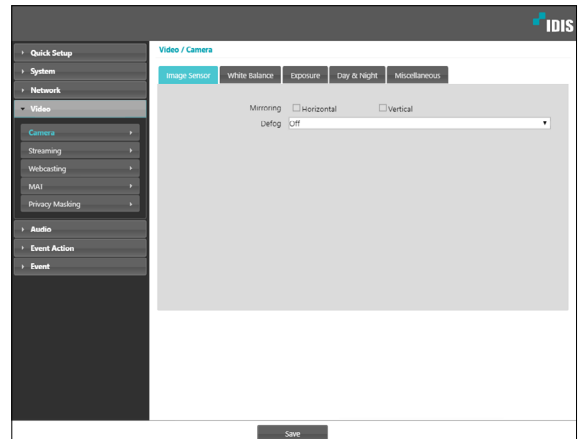 IDIS
Quick Setup
System
Network
Video
Camera
Streaming
Webcasting
MAT
Privacy Masking
Audio
Event Action
Event
Video / Camera
Image Sensor White Balance Exposure Day & Night Miscellaneous
Mirroring Horizontal Vertical
Defog Off
Save